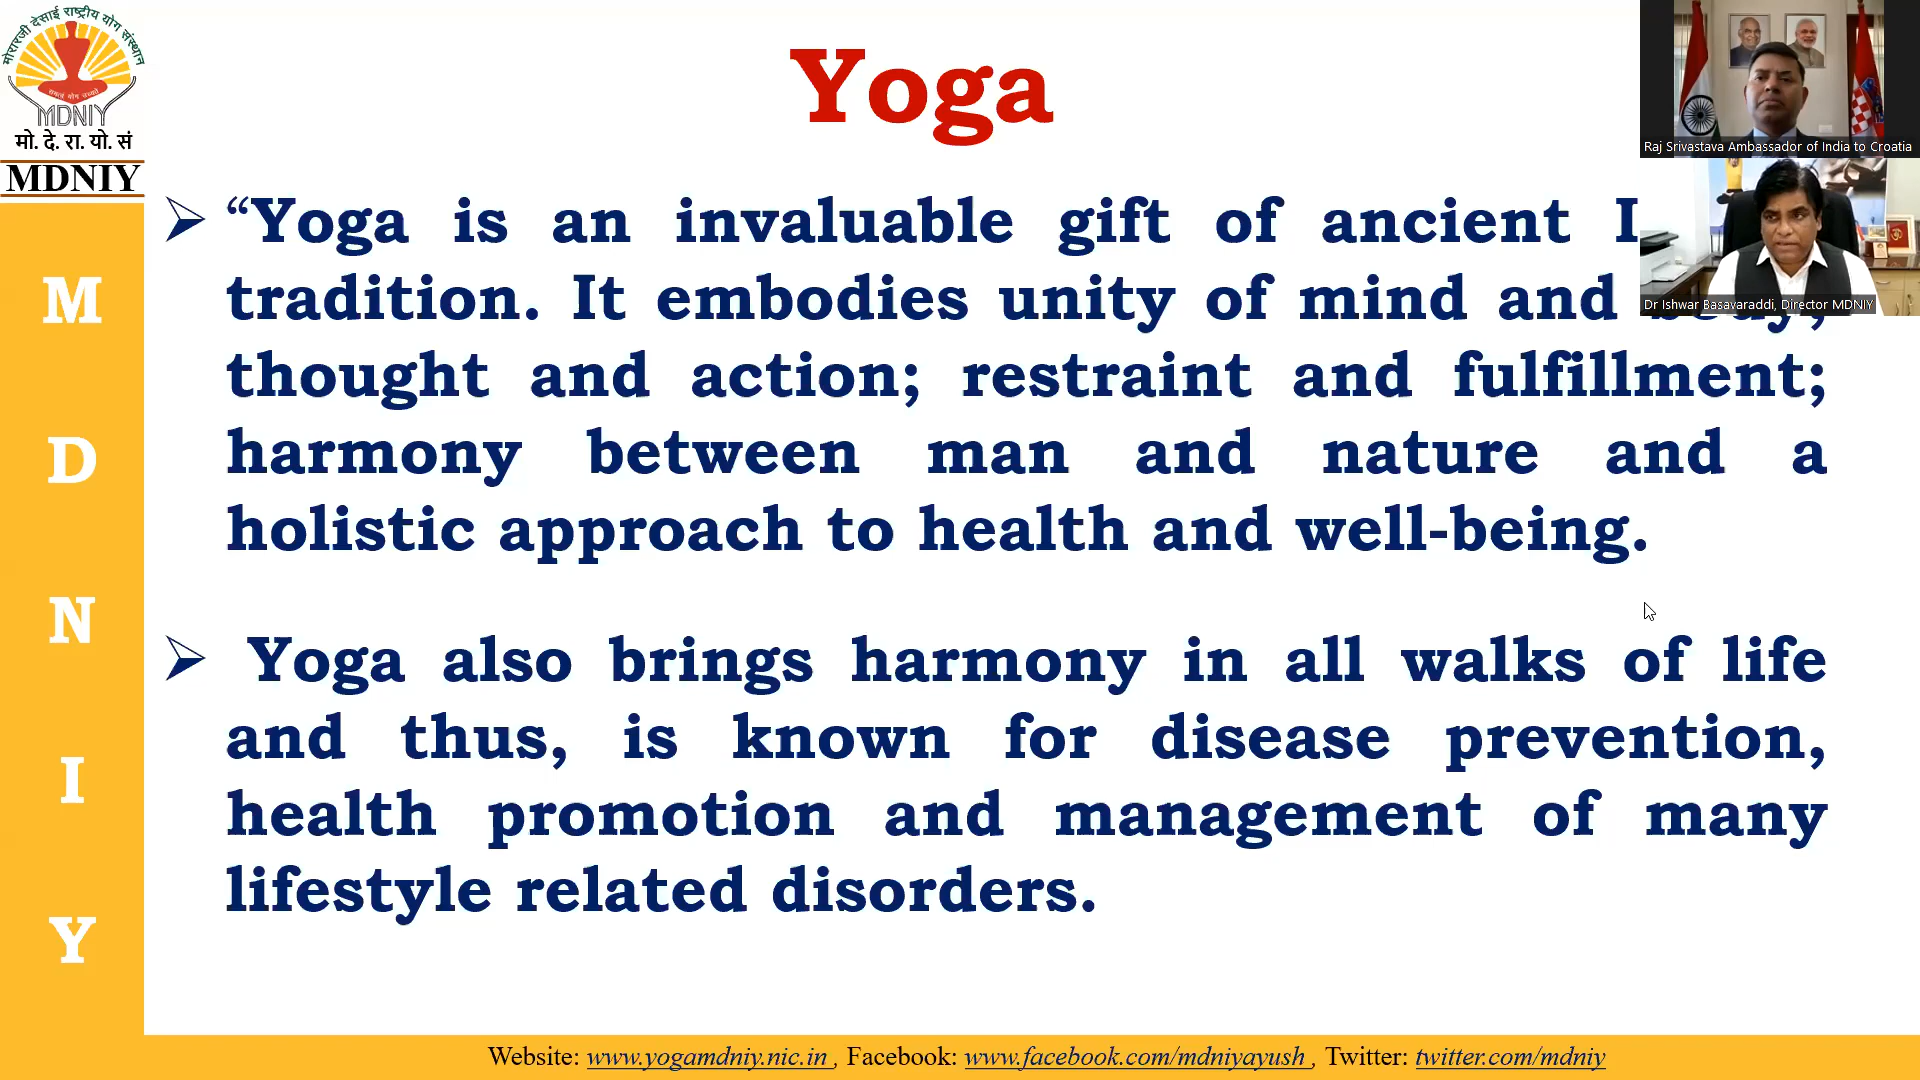 मोरारजी देसाई राष्ट्रीय योग संस्थान
MDNIY
मो. दे. रा. यो. सं
MDNIY
M
D
N
I
Y
Yoga
“Yoga is an invaluable gift of ancient I
tradition. It embodies unity of mind and body,
thought and action; restraint and fulfillment;
harmony between man and nature and a
holistic approach to health and well-being.
Yoga also brings harmony in all walks of life
and thus, is known for disease prevention,
health promotion and management of many
lifestyle related disorders.
Raj Srivastava Ambassador of India to Croatia
Dr Ishwar Basavaraddi, Director MDNIY
Website: www.yogamdniy.nic.in , Facebook: www.facebook.com/mdniyayush , Twitter: twitter.com/mdniy